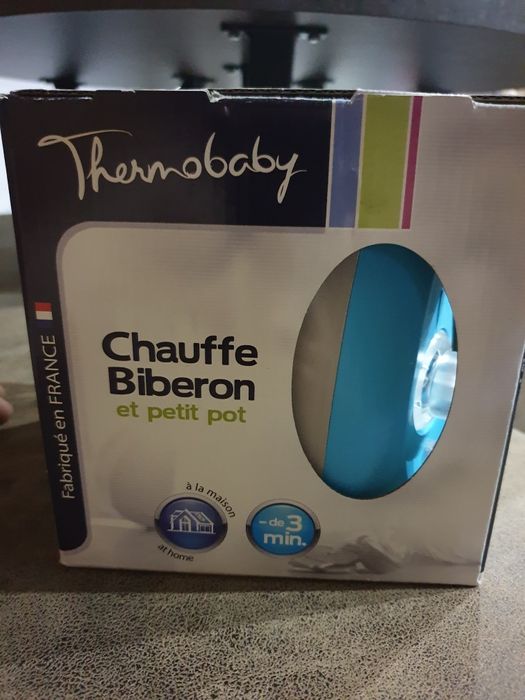 Thermobaby
Fabriqué en FRANCE
Chauffe
Biberon
et petit pot
à la maison
at home
- de 3
min.